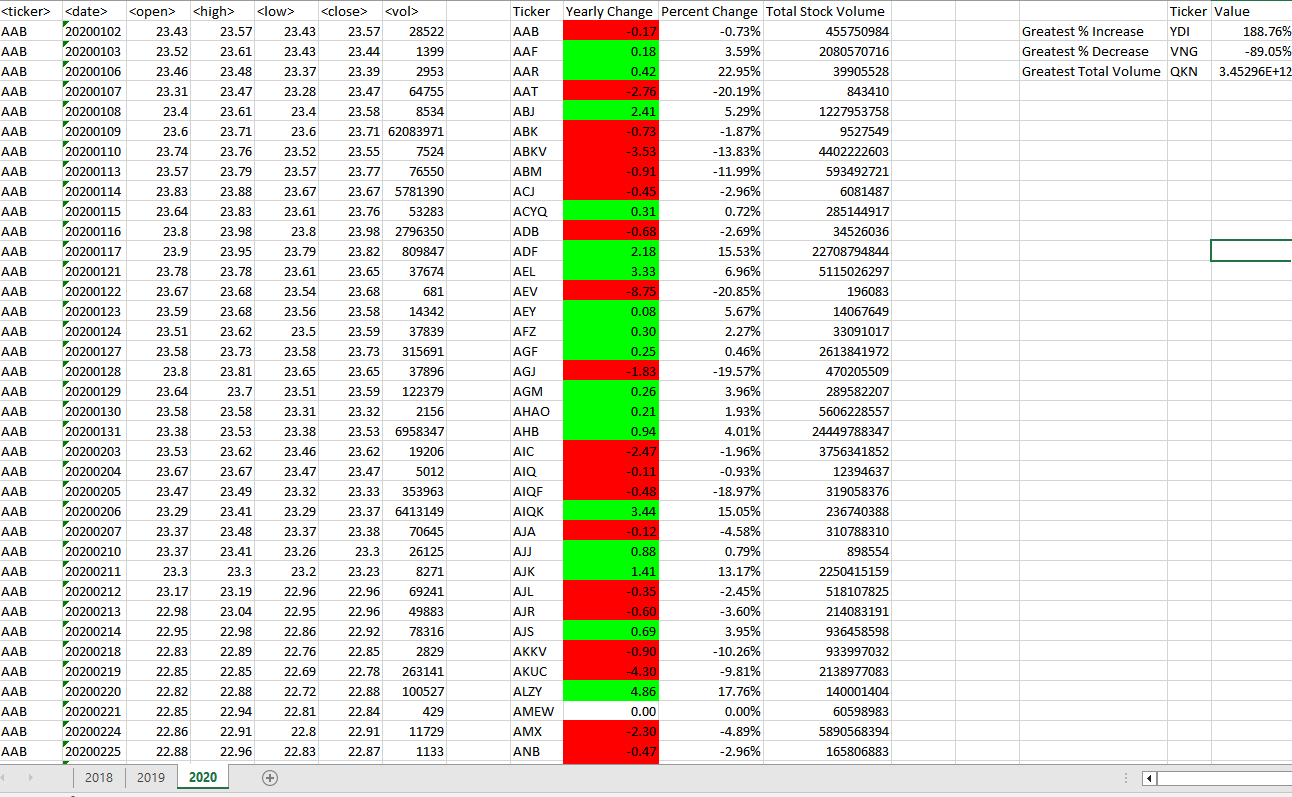 <ticker> <date> <open> <high> <low> <close> <vol> Ticker Yearly Change Percent Change Total Stock Volume Ticker Value
AAB 20200102 23.43 23.57 23.43 23.57 28522 AAB -0.17 -0.73% 455750984 Greatest % Increase YDI 188.76%
AAB 20200103 23.52 23.61 23.43 23.44 1399 AAF 0.18 3.59% 2080570716 Greatest % Decrease VNG -89.05%
AAB 20200106 23.46 23.48 23.37 23.39 2953 AAR 0.42 22.95% 39905528 Greatest Total Volume QKN 3.45296E+12
AAB 20200107 23.31 23.47 23.28 23.47 64755 AAT -2.76 -20.19% 843410
AAB 20200108 23.4 23.61 23.4 23.58 8534 ABJ 2.41 5.29% 1227953758
AAB 20200109 23.6 23.71 23.6 23.71 62083971 ABK -0.73 -1.87% 9527549
AAB 20200110 23.74 23.76 23.52 23.55 7524 ABKV -3.53 -13.83% 4402222603
AAB 20200113 23.57 23.79 23.57 23.77 76550 ABM -0.91 -11.99% 593492721
AAB 20200114 23.83 23.88 23.67 23.67 5781390 ACJ -0.45 -2.96% 6081487
AAB 20200115 23.64 23.83 23.61 23.76 53283 ACYQ 0.31 0.72% 285144917
AAB 20200116 23.8 23.98 23.8 23.98 2796350 ADB -0.68 -2.69% 34526036
AAB 20200117 23.9 23.95 23.79 23.82 809847 ADF 2.18 15.53% 22708794844
AAB 20200121 23.78 23.78 23.61 23.65 37674 AEL 3.33 6.96% 5115026297
AAB 20200122 23.67 23.68 23.54 23.68 681 AEV -8.75 -20.85% 196083
AAB 20200123 23.59 23.68 23.56 23.58 14342 AEY 0.08 5.67% 14067649
AAB 20200124 23.51 23.62 23.5 23.59 37839 AFZ 0.30 2.27% 33091017
AAB 20200127 23.58 23.73 23.58 23.73 315691 AGF 0.25 0.46% 2613841972
AAB 20200128 23.8 23.81 23.65 23.65 37896 AGJ -1.83 -19.57% 470205509
AAB 20200129 23.64 23.7 23.51 23.59 122379 AGM 0.26 3.96% 289582207
AAB 20200130 23.58 23.58 23.31 23.32 2156 AHAO 0.21 1.93% 5606228557
AAB 20200131 23.38 23.53 23.38 23.53 6958347 AHB 0.94 4.01% 24449788347
AAB 20200203 23.53 23.62 23.46 23.62 19206 AIC -2.47 -1.96% 3756341852
AAB 20200204 23.67 23.67 23.47 23.47 5012 AIQ -0.11 -0.93% 12394637
AAB 20200205 23.47 23.49 23.32 23.33 353963 AIQF -0.48 -18.97% 319058376
AAB 20200206 23.29 23.41 23.29 23.37 6413149 AIQK 3.44 15.05% 236740388
AAB 20200207 23.37 23.48 23.37 23.38 70645 AJA -0.12 -4.58% 310788310
AAB 20200210 23.37 23.41 23.26 23.3 26125 AJJ 0.88 0.79% 898554
AAB 20200211 23.3 23.3 23.2 23.23 8271 AJK 1.41 13.17% 2250415159
AAB 20200212 23.17 23.19 22.96 22.96 69241 AJL -0.35 -2.45% 518107825
AAB 20200213 22.98 23.04 22.95 22.96 49883 AJR -0.60 -3.60% 214083191
AAB 20200214 22.95 22.98 22.86 22.92 78316 AJS 0.69 3.95% 936458598
AAB 20200218 22.83 22.89 22.76 22.85 2829 AKKV -0.90 -10.26% 933997032
AAB 20200219 22.85 22.85 22.69 22.78 263141 AKUC -4.30 -9.81% 2138977083
AAB 20200220 22.82 22.88 22.72 22.88 100527 ALZY 4.86 17.76% 140001404
AAB 20200221 22.85 22.94 22.81 22.84 429 AMEW 0.00 0.00% 60598983
AAB 20200224 22.86 22.91 22.8 22.91 11729 AMX -2.30 -4.89% 5890568394
AAB 20200225 22.88 22.96 22.83 22.87 1133 ANB -0.47 -2.96% 165806883
2018 2019 2020